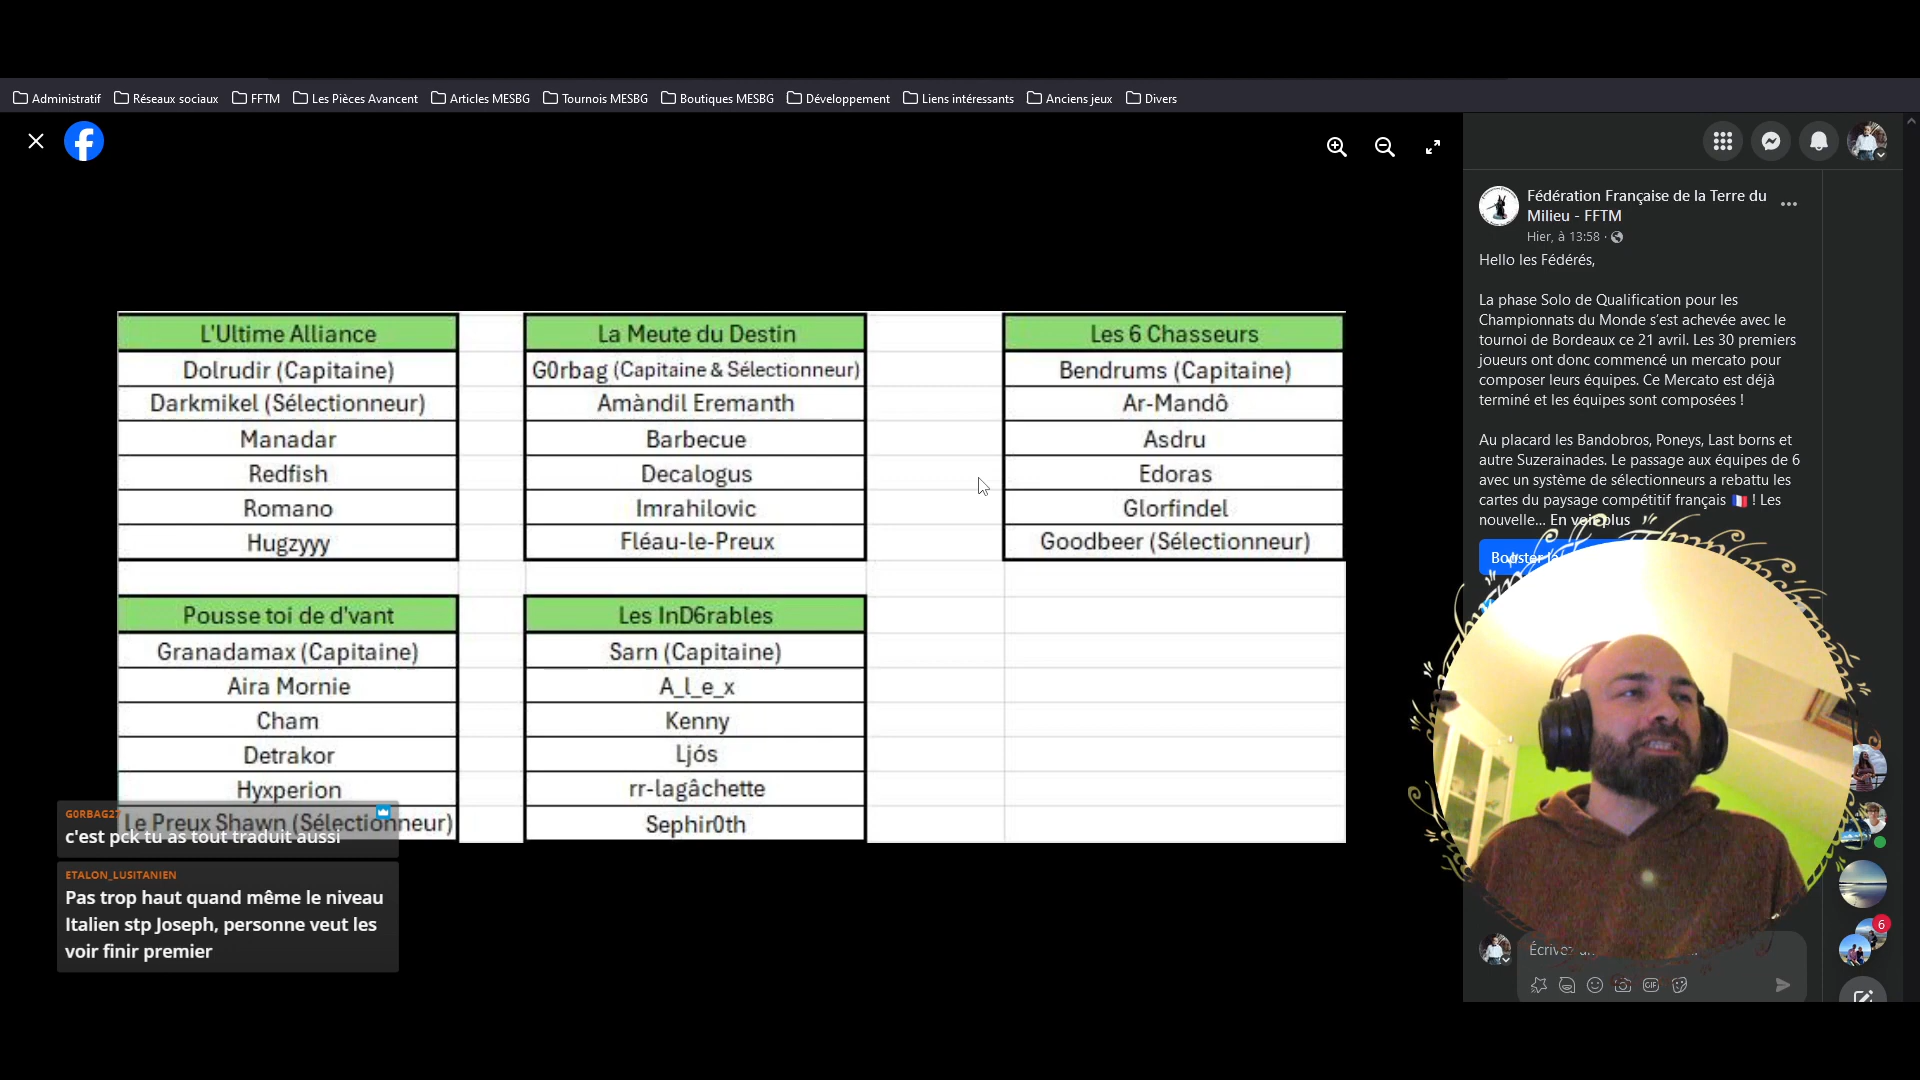 Administratif
Réseaux sociaux
FFTM
Les Pièces Avancent
Articles MESBG
Tournois MESBG
Boutiques MESBG
Développement
Liens intéressants
Anciens jeux
Divers
L'Ultime Alliance
Dolrudir (Capitaine)
Darkmikel (Sélectionneur)
Manadar
Redfish
Romano
Hugzyyy
La Meute du Destin
G0rbag (Capitaine & Sélectionneur)
Amàndil Eremanth
Barbecue
Decalogus
Imrahilovic
Fléau-le-Preux
Les 6 Chasseurs
Bendrums (Capitaine)
Ar-Mandô
Asdru
Edoras
Glorfindel
Goodbeer (Sélectionneur)
Pousse toi de d'vant
Granadamax (Capitaine)
Aira Mornie
Cham
Detrakor
Hyxperion
Le Preux Shawn (Sélectionneur)
Les InD6rables
Sarn (Capitaine)
A_l_e_x
Kenny
Ljós
rr-lagâchette
Sephir0th
G0RBAG27
c'est pck tu as tout traduit aussi
ETALON_LUSITANIEN
Pas trop haut quand même le niveau
Italien stp Joseph, personne veut les
voir finir premier
Fédération Française de la Terre du
Milieu - FFTM
Hier, à 13:58 ·
Hello les Fédérés,
La phase Solo de Qualification pour les
Championnats du Monde s’est achevée avec le
tournoi de Bordeaux ce 21 avril. Les 30 premiers
joueurs ont donc commencé un mercato pour
composer leurs équipes. Ce Mercato est déjà
terminé et les équipes sont composées !
Au placard les Bandobros, Poneys, Last borns et
autre Suzerainades. Le passage aux équipes de 6
avec un système de sélectionneurs a rebattu les
cartes du paysage compétitif français 🇫🇷 ! Les
nouvelle... En voir plus
Booster
6
GIF